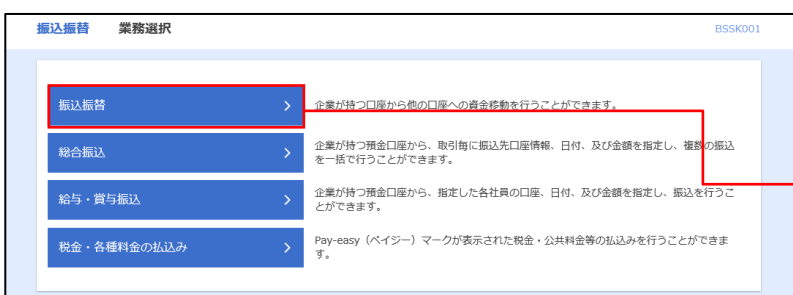 振込振替 業務選択 BSSK001
振込振替 企業が持つ口座から他の口座への資金移動を行うことができます。
総合振込 企業が持つ預金口座から、取引毎に振込先口座情報、日付、及び金額を指定し、複数の振込
を一括で行うことができます。
給与・賞与振込 企業が持つ預金口座から、指定した各社員の口座、日付、及び金額を指定し、振込を行うこ
とができます。
税金・各種料金の払込み Pay-easy（ペイジー）マークが表示された税金・公共料金等の払込みを行うことができま
す。